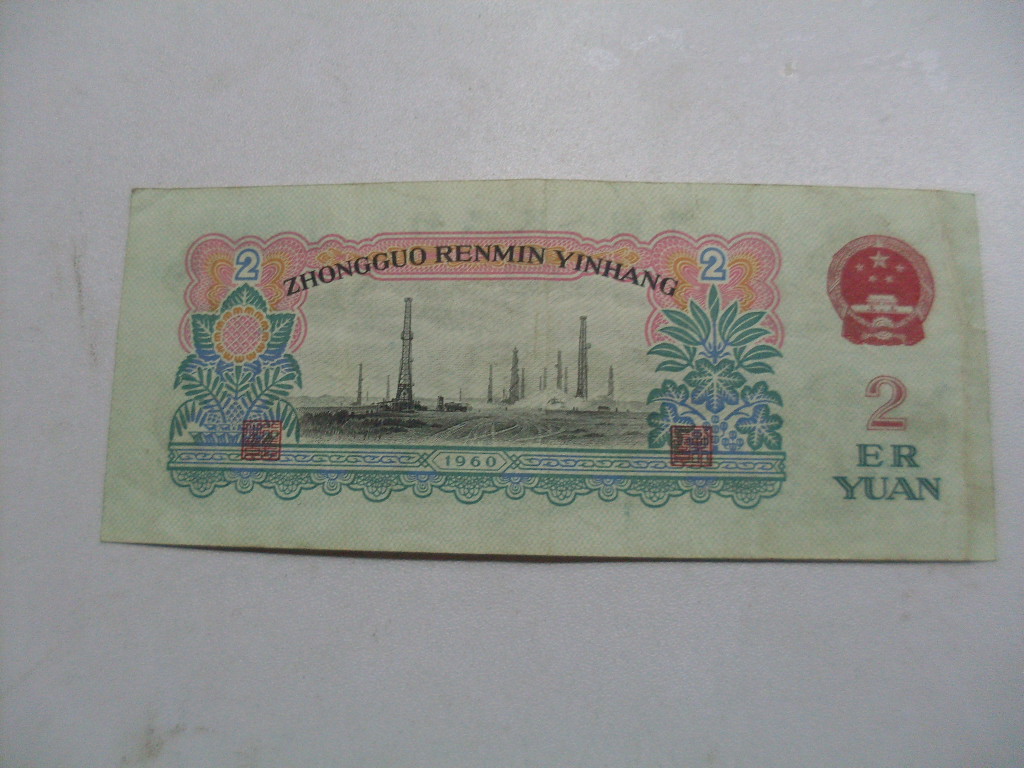 2 ZHONGGUO RENMIN YINHANG 2
1960
2
ER
YUAN